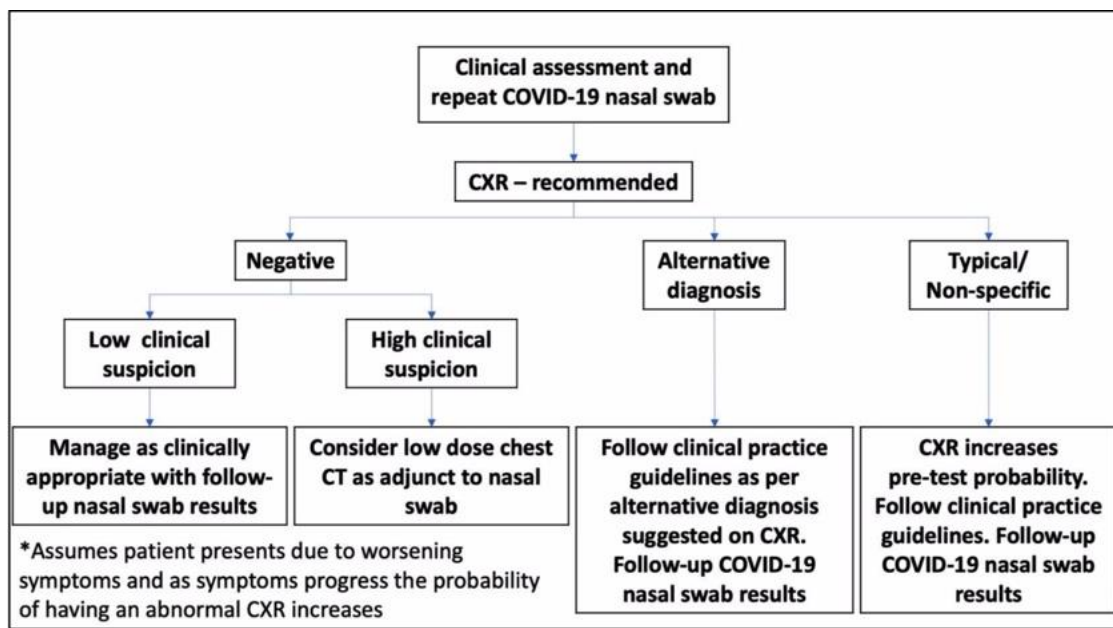 Clinical assessment and
repeat COVID-19 nasal swab
CXR – recommended
Negative
Alternative
diagnosis
Typical/
Non-specific
Low clinical
suspicion
High clinical
suspicion
Manage as clinically
appropriate with follow-
up nasal swab results
Consider low dose chest
CT as adjunct to nasal
swab
Follow clinical practice
guidelines as per
alternative diagnosis
suggested on CXR.
Follow-up COVID-19
nasal swab results
CXR increases
pre-test probability.
Follow clinical practice
guidelines. Follow-up
COVID-19 nasal swab
results
*Assumes patient presents due to worsening
symptoms and as symptoms progress the probability
of having an abnormal CXR increases